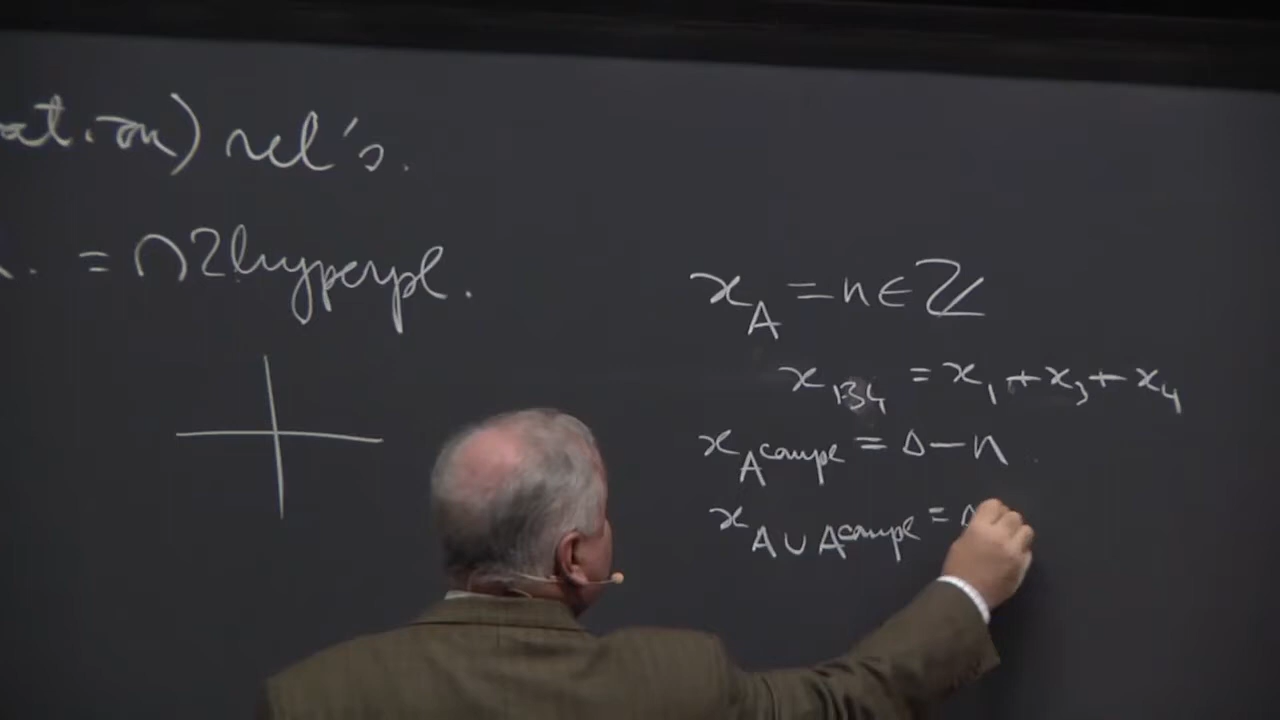 ation) rel's.
. = ∩ 2 hyperpl.
x_A = n ∈ ℤ
x_134 = x_1 + x_3 + x_4
x_A compl = s - n
x_A ∪ A compl =